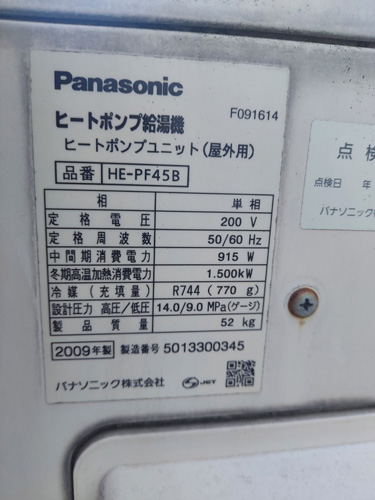 Panasonic
F091614
ヒートポンプ給湯機
ヒートポンプユニット(屋外用)
品番 HE-PF45B
相 単相
定格電圧 200 V
定格周波数 50/60 Hz
中間期消費電力 915 W
冬期高温加熱消費電力 1.500kW
冷媒(充填量) R744 (770 g)
設計圧力 高圧/低圧 14.0/9.0 MPa(ゲージ)
製品質量 52 kg
2009年製 製造番号 5013300345
パナソニック株式会社 JET
点検
点検日 年
パナソニック